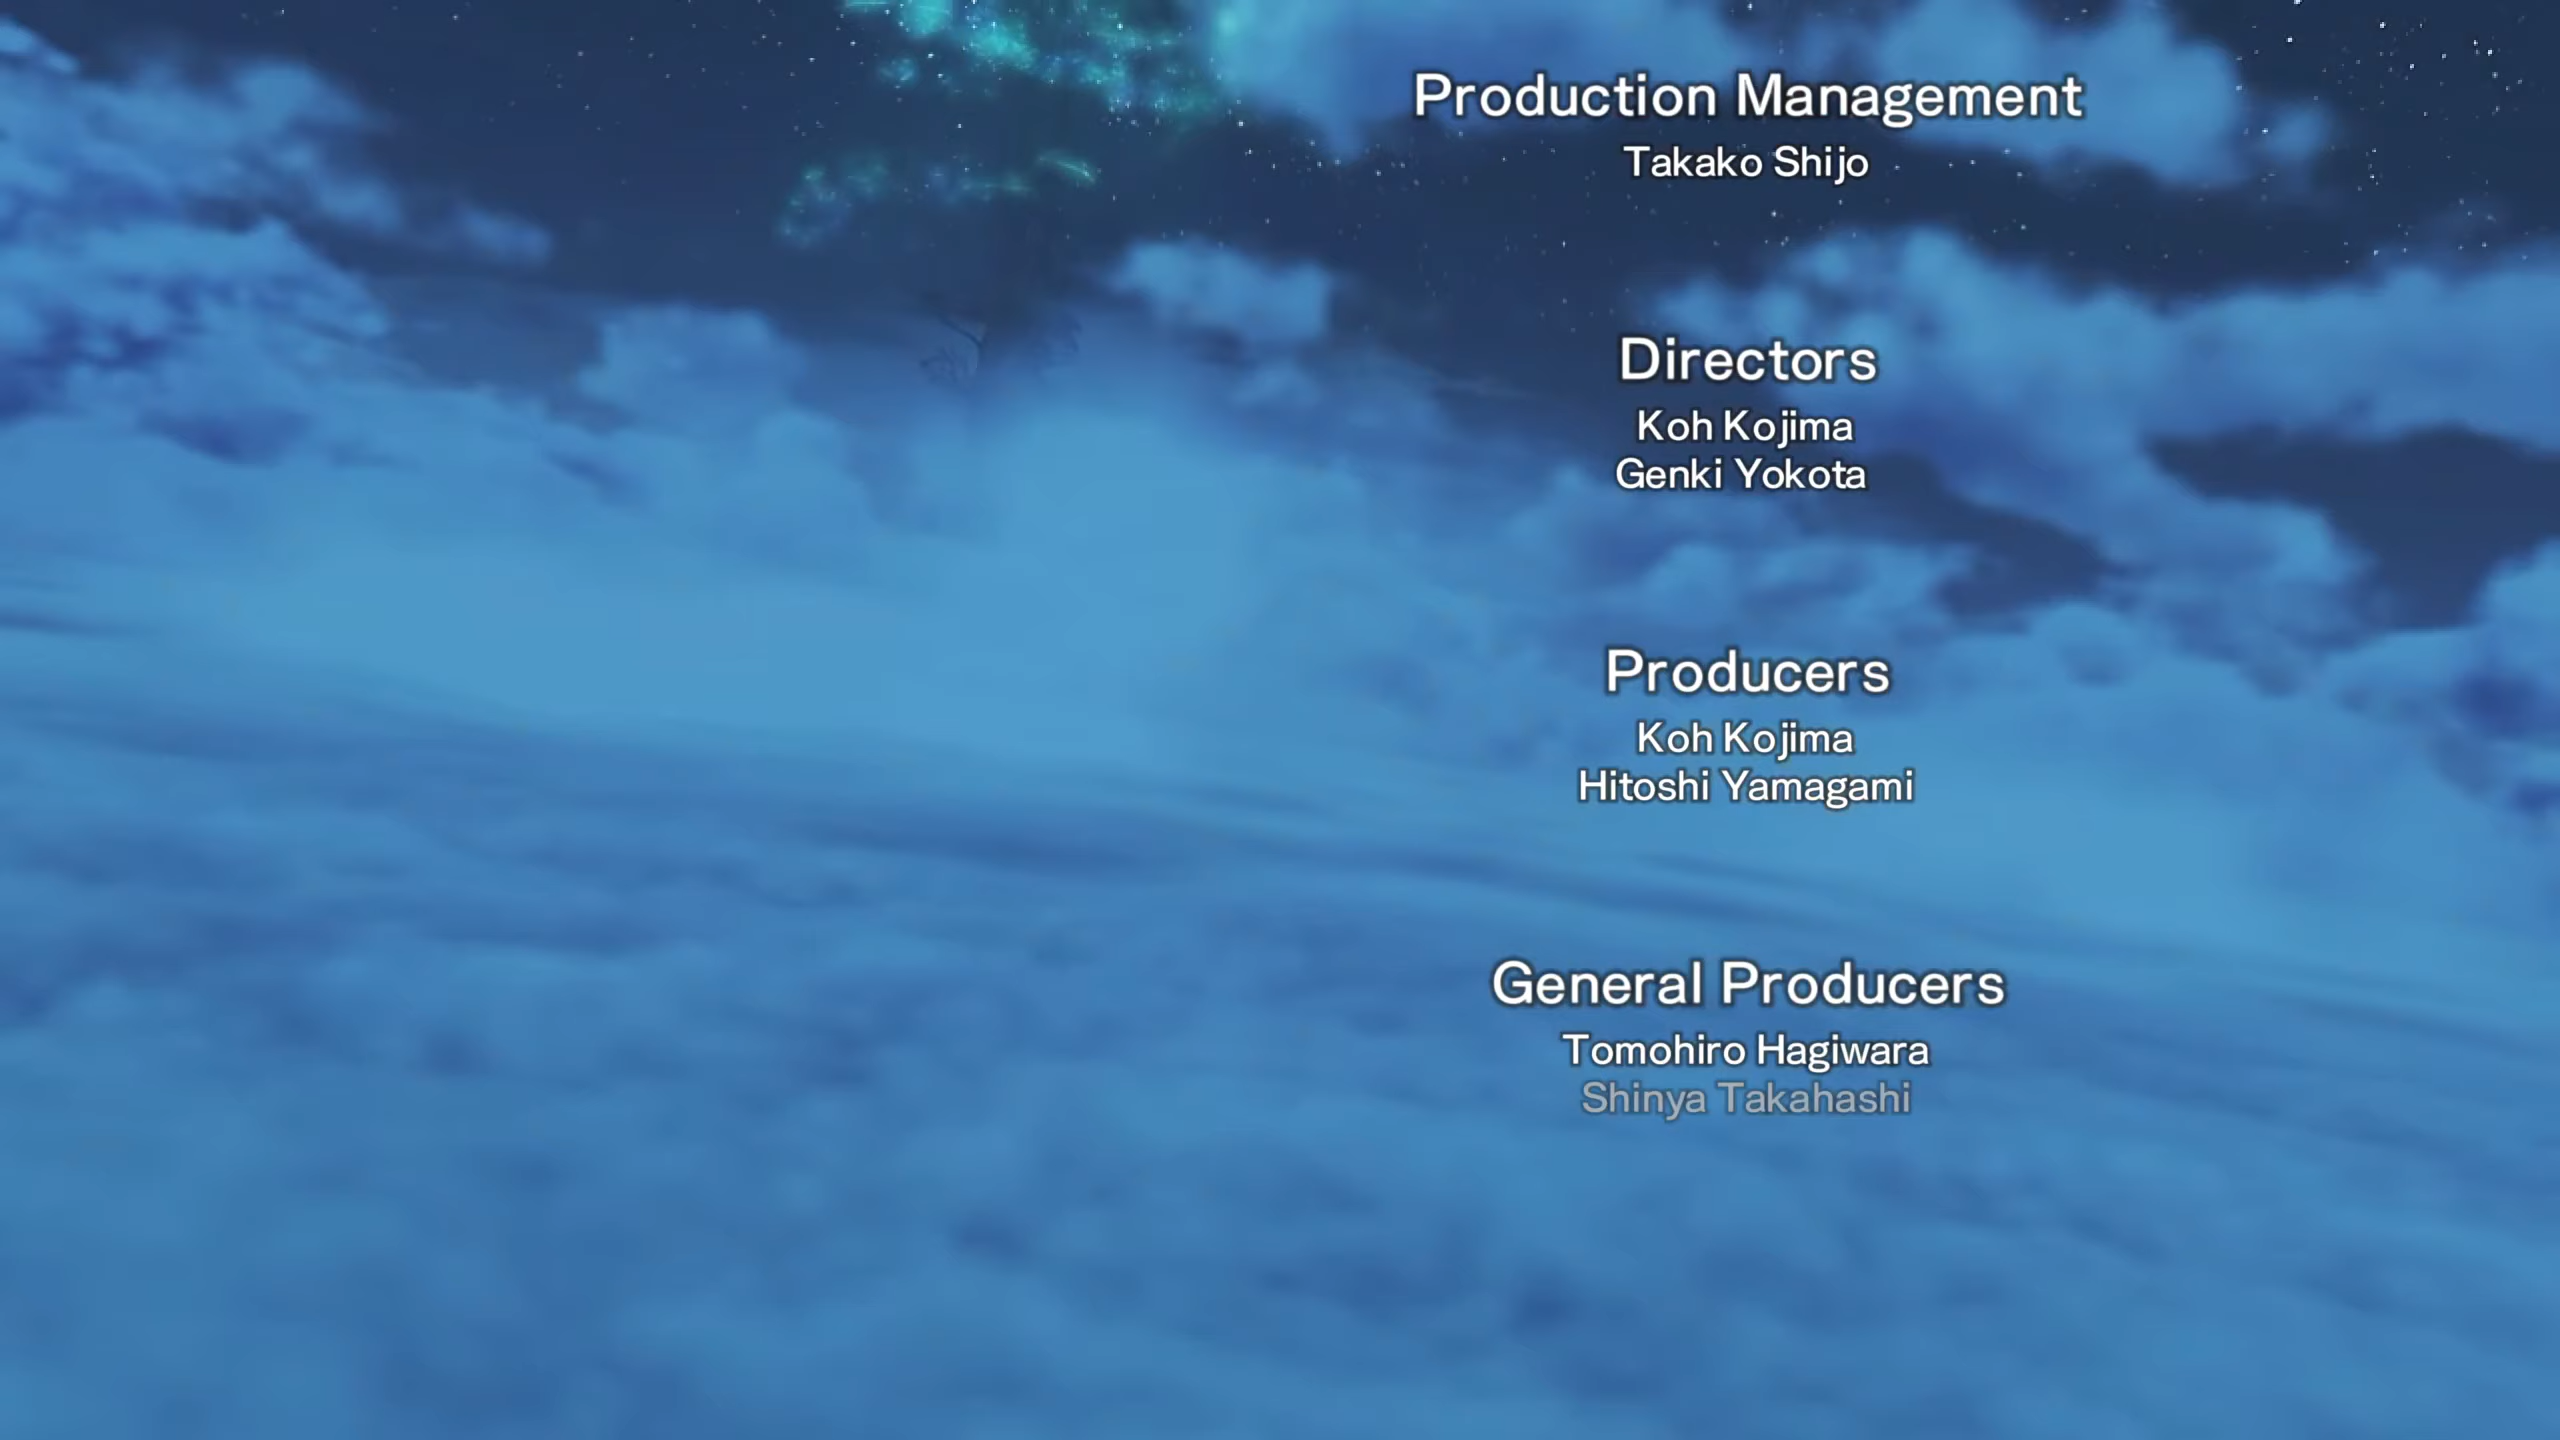 Production Management
Takako Shijo
Directors
Koh Kojima
Genki Yokota
Producers
Koh Kojima
Hitoshi Yamagami
General Producers
Tomohiro Hagiwara
Shinya Takahashi